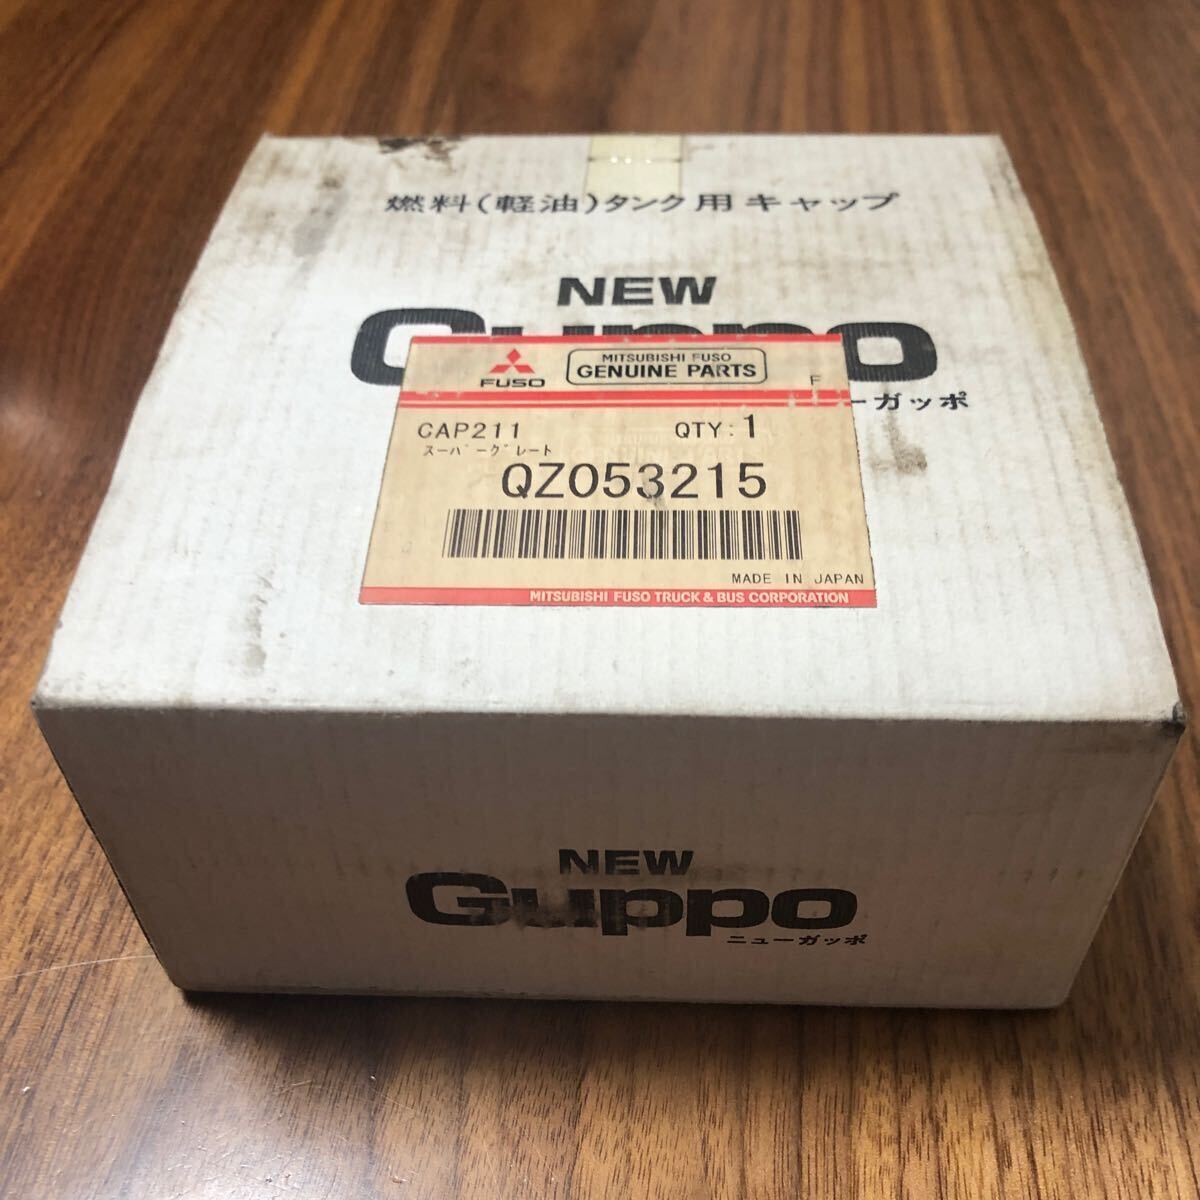 燃料(軽油)タンク用キャップ
NEW
Guppo
ーガッポ
FUSO
MITSUBISHI FUSO
GENUINE PARTS
F
CAP211
QTY:1
スーパーグレート
QZ053215
MADE IN JAPAN
MITSUBISHI FUSO TRUCK & BUS CORPORATION
NEW
Guppo
ニューガッポ